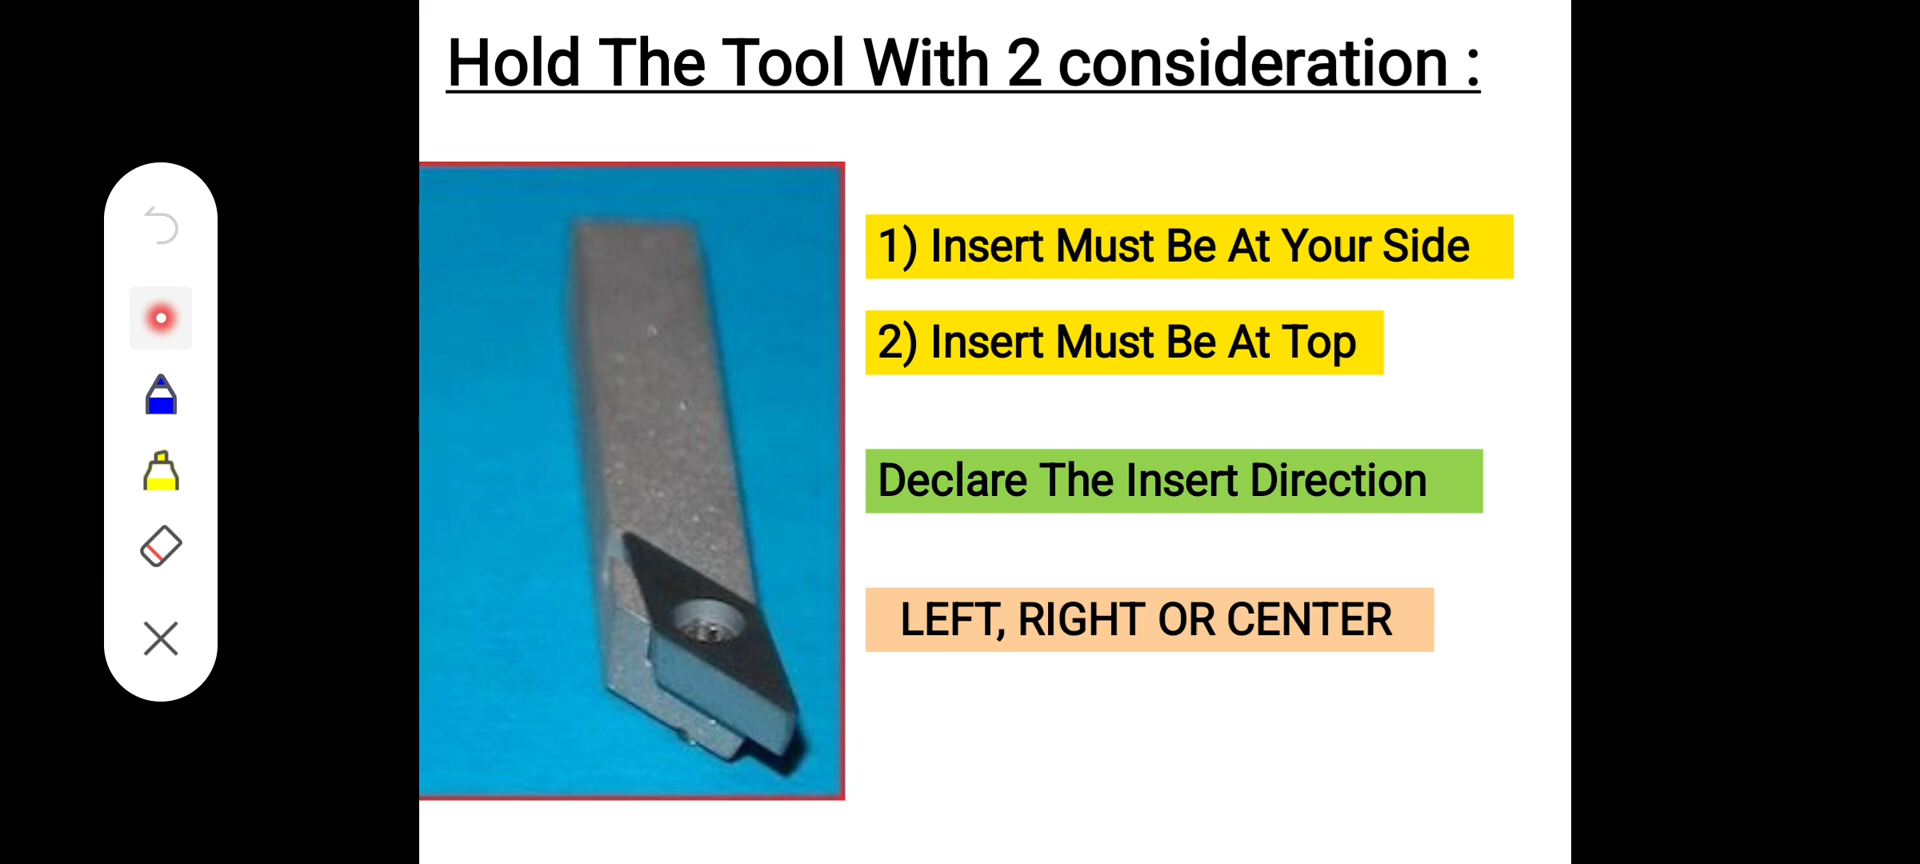 Hold The Tool With 2 consideration :
1) Insert Must Be At Your Side
2) Insert Must Be At Top
Declare The Insert Direction
LEFT, RIGHT OR CENTER